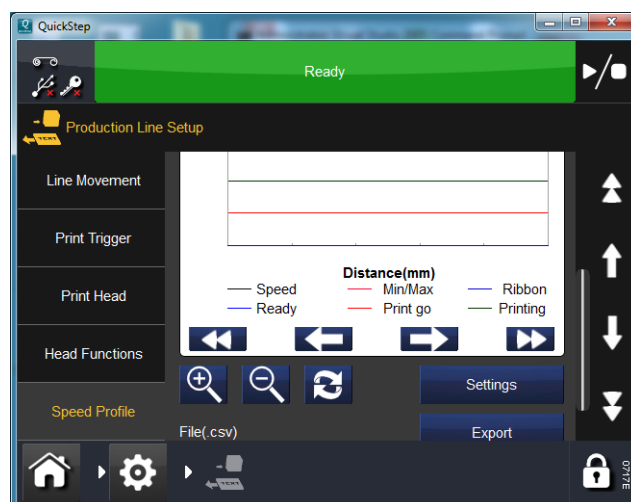 QuickStep
Ready
Production Line Setup
Line Movement
Print Trigger
Print Head
Head Functions
Speed Profile
Distance(mm)
Speed Min/Max Ribbon
Ready Print go Printing
Settings
File(.csv) Export
0717E